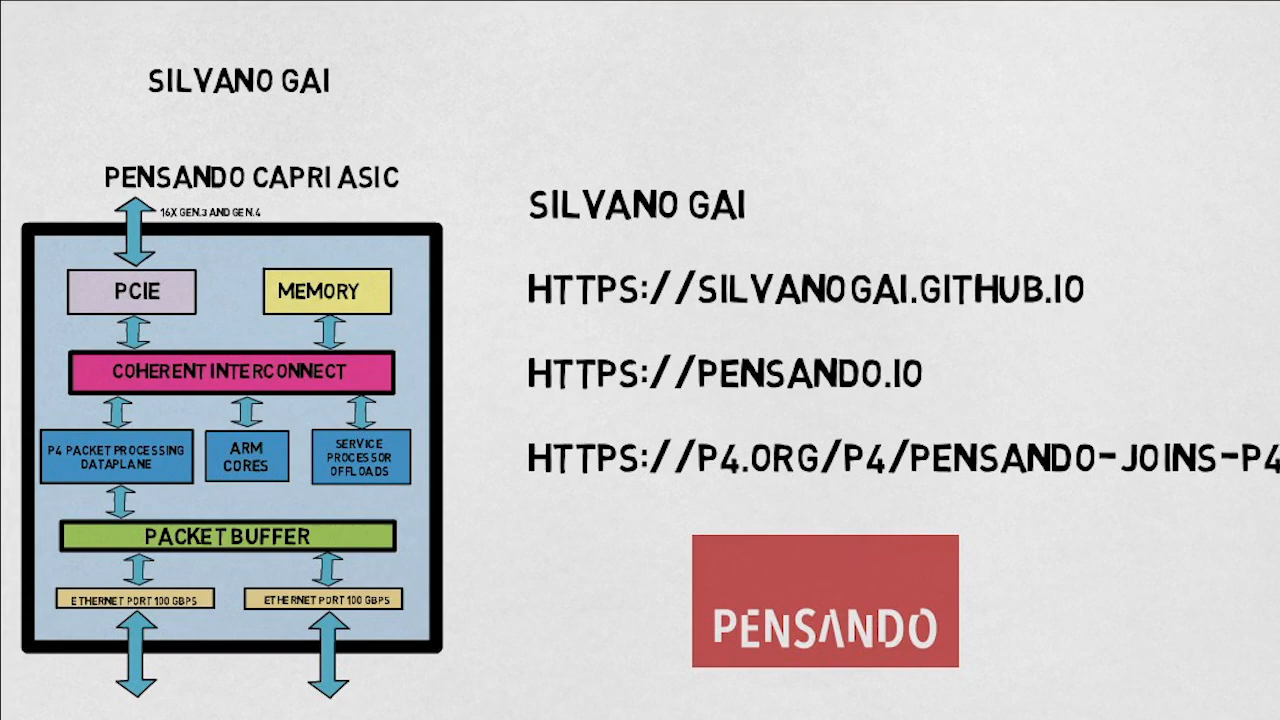 SILVANO GAI
PENSANDO CAPRI ASIC
16X GEN.3 AND GEN.4
PCIE
MEMORY
COHERENT INTERCONNECT
P4 PACKET PROCESSING
DATAPLANE
ARM
CORES
SERVICE
PROCESSOR
OFFLOADS
PACKET BUFFER
ETHERNET PORT 100 GBPS
ETHERNET PORT 100 GBPS
SILVANO GAI
HTTPS://SILVANOGAI.GITHUB.IO
HTTPS://PENSANDO.IO
HTTPS://P4.ORG/P4/PENSANDO-JOINS-P4
PENSANDO